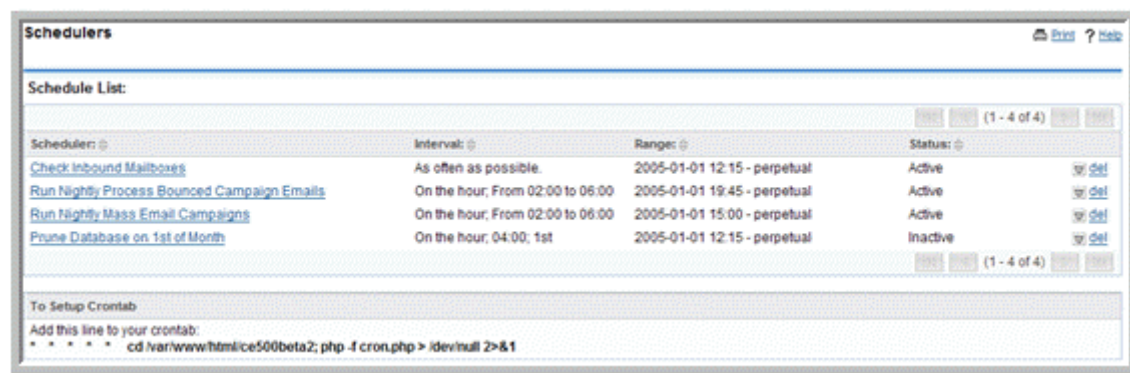 Schedulers
Print ? Help
Schedule List:
(1 - 4 of 4)
Scheduler: Interval: Range: Status:
Check Inbound Mailboxes As often as possible. 2005-01-01 12:15 - perpetual Active del
Run Nightly Process Bounced Campaign Emails On the hour; From 02:00 to 06:00 2005-01-01 19:45 - perpetual Active del
Run Nightly Mass Email Campaigns On the hour; From 02:00 to 06:00 2005-01-01 15:00 - perpetual Active del
Prune Database on 1st of Month On the hour; 04:00; 1st 2005-01-01 12:15 - perpetual Inactive del
(1 - 4 of 4)
To Setup Crontab
Add this line to your crontab:
* * * * * cd /var/www/html/ce500beta2; php -f cron.php > /dev/null 2>&1